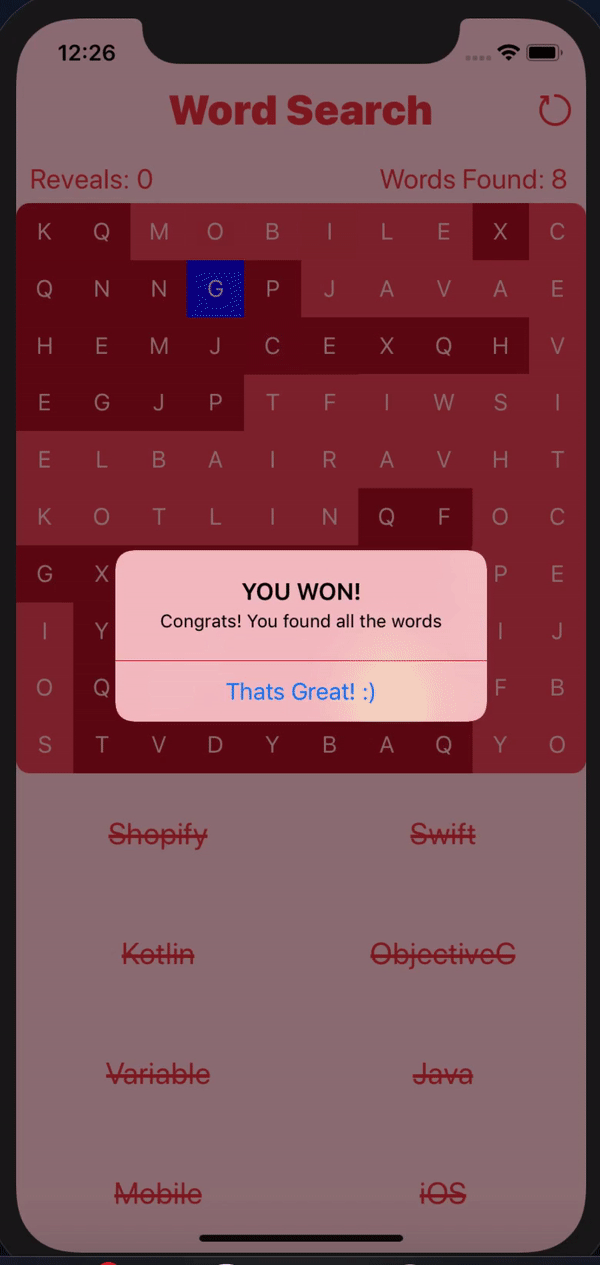 12:26
Word Search
Reveals: 0 Words Found: 8
K Q M O B I L E X C
Q N N G P J A V A E
H E M J C E X Q H V
E G J P T F I W S I
E L B A I R A V H T
K O T L I N Q F O C
G X P E
I Y I J
O Q F B
S T V D Y B A Q Y O
YOU WON!
Congrats! You found all the words
Thats Great! :)
Shopify Swift
Kotlin ObjectiveC
Variable Java
Mobile iOS